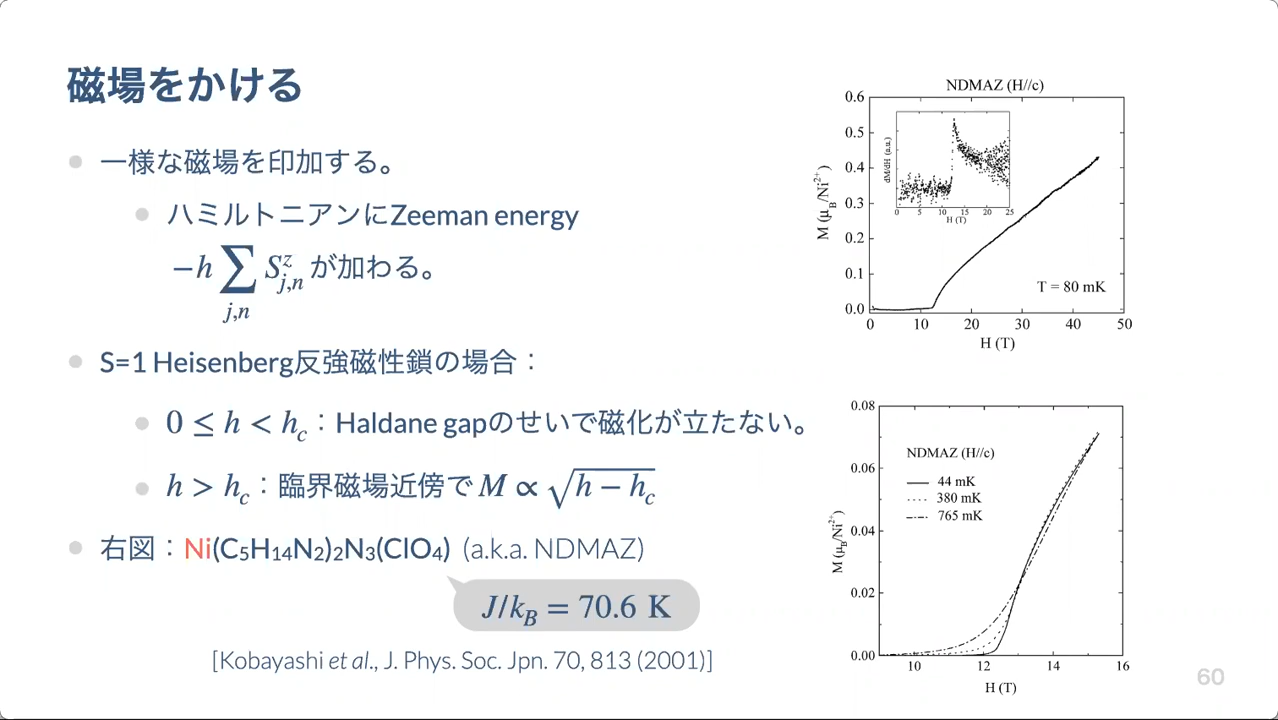 磁場をかける
一様な磁場を印加する。
ハミルトニアンにZeeman energy
−h ∑ S^z_{j,n} が加わる。
j,n
S=1 Heisenberg反強磁性鎖の場合：
0 ≤ h < h_c：Haldane gapのせいで磁化が立たない。
h > h_c：臨界磁場近傍で M ∝ √(h − h_c)
右図：Ni(C₅H₁₄N₂)₂N₃(ClO₄) (a.k.a. NDMAZ)
J/k_B = 70.6 K
[Kobayashi et al., J. Phys. Soc. Jpn. 70, 813 (2001)]
NDMAZ (H//c)
0.6
0.5
0.4
0.3
0.2
0.1
0.0
M (μ_B/Ni²⁺)
dM/dH (a.u.)
0 5 10 15 20 25
H (T)
T = 80 mK
0 10 20 30 40 50
H (T)
0.08
0.06
0.04
0.02
0.00
M (μ_B/Ni²⁺)
NDMAZ (H//c)
44 mK
380 mK
765 mK
10 12 14 16
H (T)
60